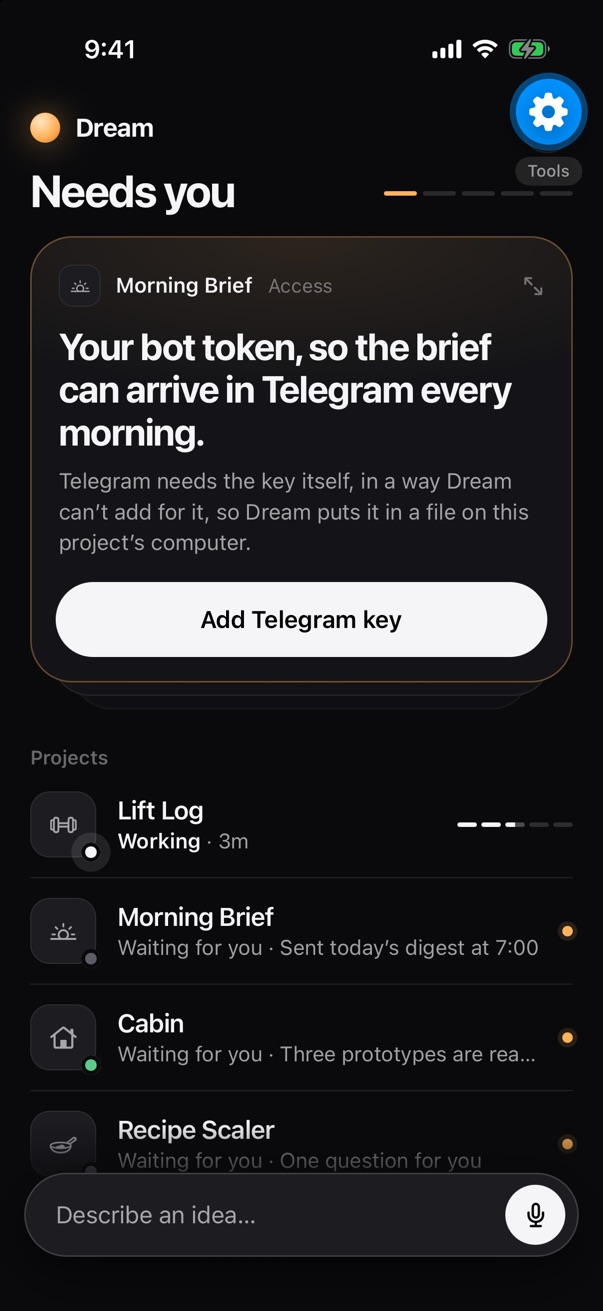 9:41
Dream
Tools
Needs you
Morning Brief Access
Your bot token, so the brief
can arrive in Telegram every
morning.
Telegram needs the key itself, in a way Dream
can’t add for it, so Dream puts it in a file on this
project’s computer.
Add Telegram key
Projects
Lift Log
Working · 3m
Morning Brief
Waiting for you · Sent today’s digest at 7:00
Cabin
Waiting for you · Three prototypes are rea...
Recipe Scaler
Waiting for you · One question for you
Describe an idea...